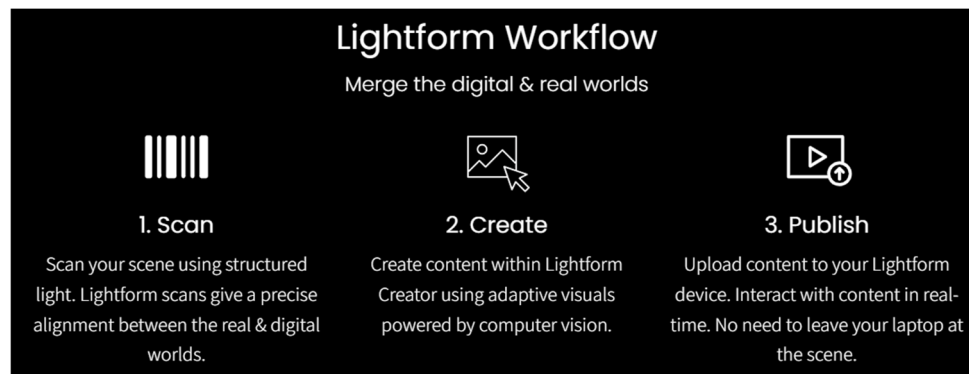 Lightform Workflow
Merge the digital & real worlds
1. Scan
Scan your scene using structured
light. Lightform scans give a precise
alignment between the real & digital
worlds.
2. Create
Create content within Lightform
Creator using adaptive visuals
powered by computer vision.
3. Publish
Upload content to your Lightform
device. Interact with content in real-
time. No need to leave your laptop at
the scene.